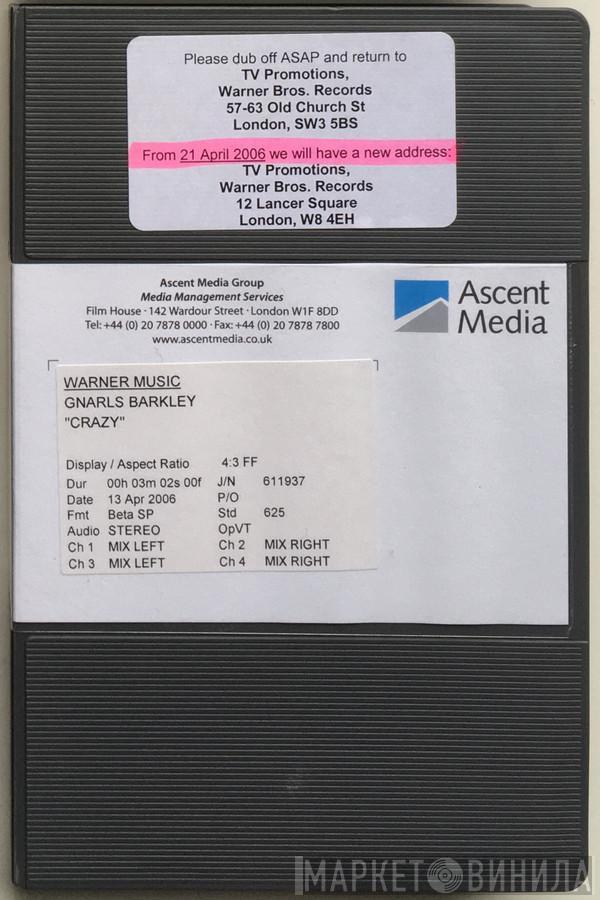 Please dub off ASAP and return to
TV Promotions,
Warner Bros. Records
57-63 Old Church St
London, SW3 5BS
From 21 April 2006 we will have a new address:
TV Promotions,
Warner Bros. Records
12 Lancer Square
London, W8 4EH
Ascent Media Group
Media Management Services
Film House · 142 Wardour Street · London W1F 8DD
Tel: +44 (0) 20 7878 0000 · Fax: +44 (0) 20 7878 7800
www.ascentmedia.co.uk
Ascent
Media
WARNER MUSIC
GNARLS BARKLEY
"CRAZY"
Display / Aspect Ratio 4:3 FF
Dur 00h 03m 02s 00f J/N 611937
Date 13 Apr 2006 P/O
Fmt Beta SP Std 625
Audio STEREO OpVT
Ch 1 MIX LEFT Ch 2 MIX RIGHT
Ch 3 MIX LEFT Ch 4 MIX RIGHT
МАРКЕТ ВИНИЛА